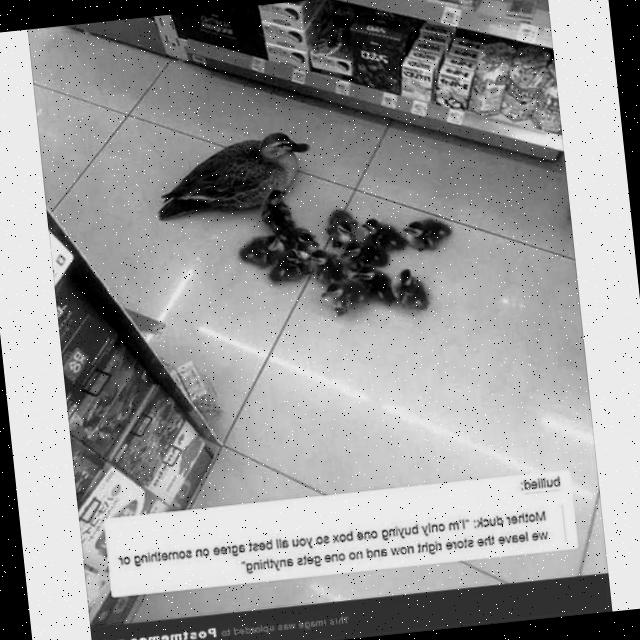 bullied:
Mother duck: "I'm only buying one box so you all best agree on something or
we leave the store right now and no one gets anything"
This image was uploaded to Postmemes